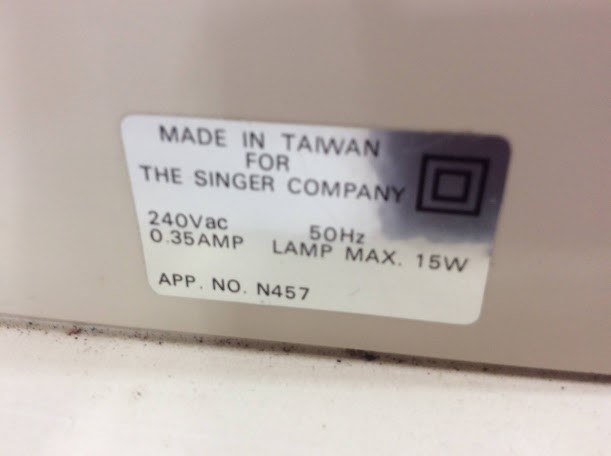 MADE IN TAIWAN
FOR
THE SINGER COMPANY
240Vac 50Hz
0.35AMP LAMP MAX. 15W
APP. NO. N457